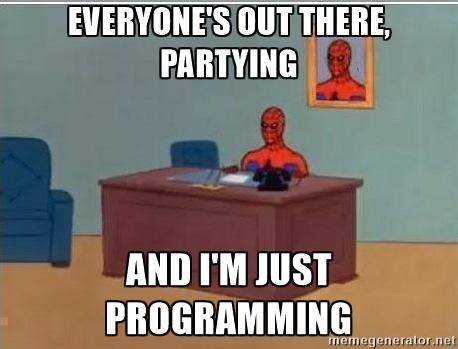 EVERYONE'S OUT THERE,
PARTYING
AND I'M JUST
PROGRAMMING
memegenerator.net